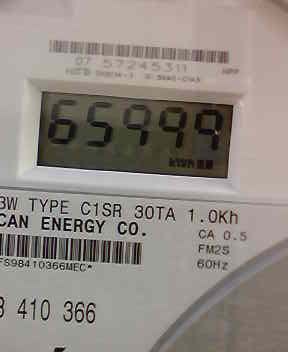 07 57245311
65999
kWh
3W TYPE C1SR 30TA 1.0Kh
CAN ENERGY CO.
CA 0.5
FM2S
60Hz
FS98410366MEC*
8 410 366